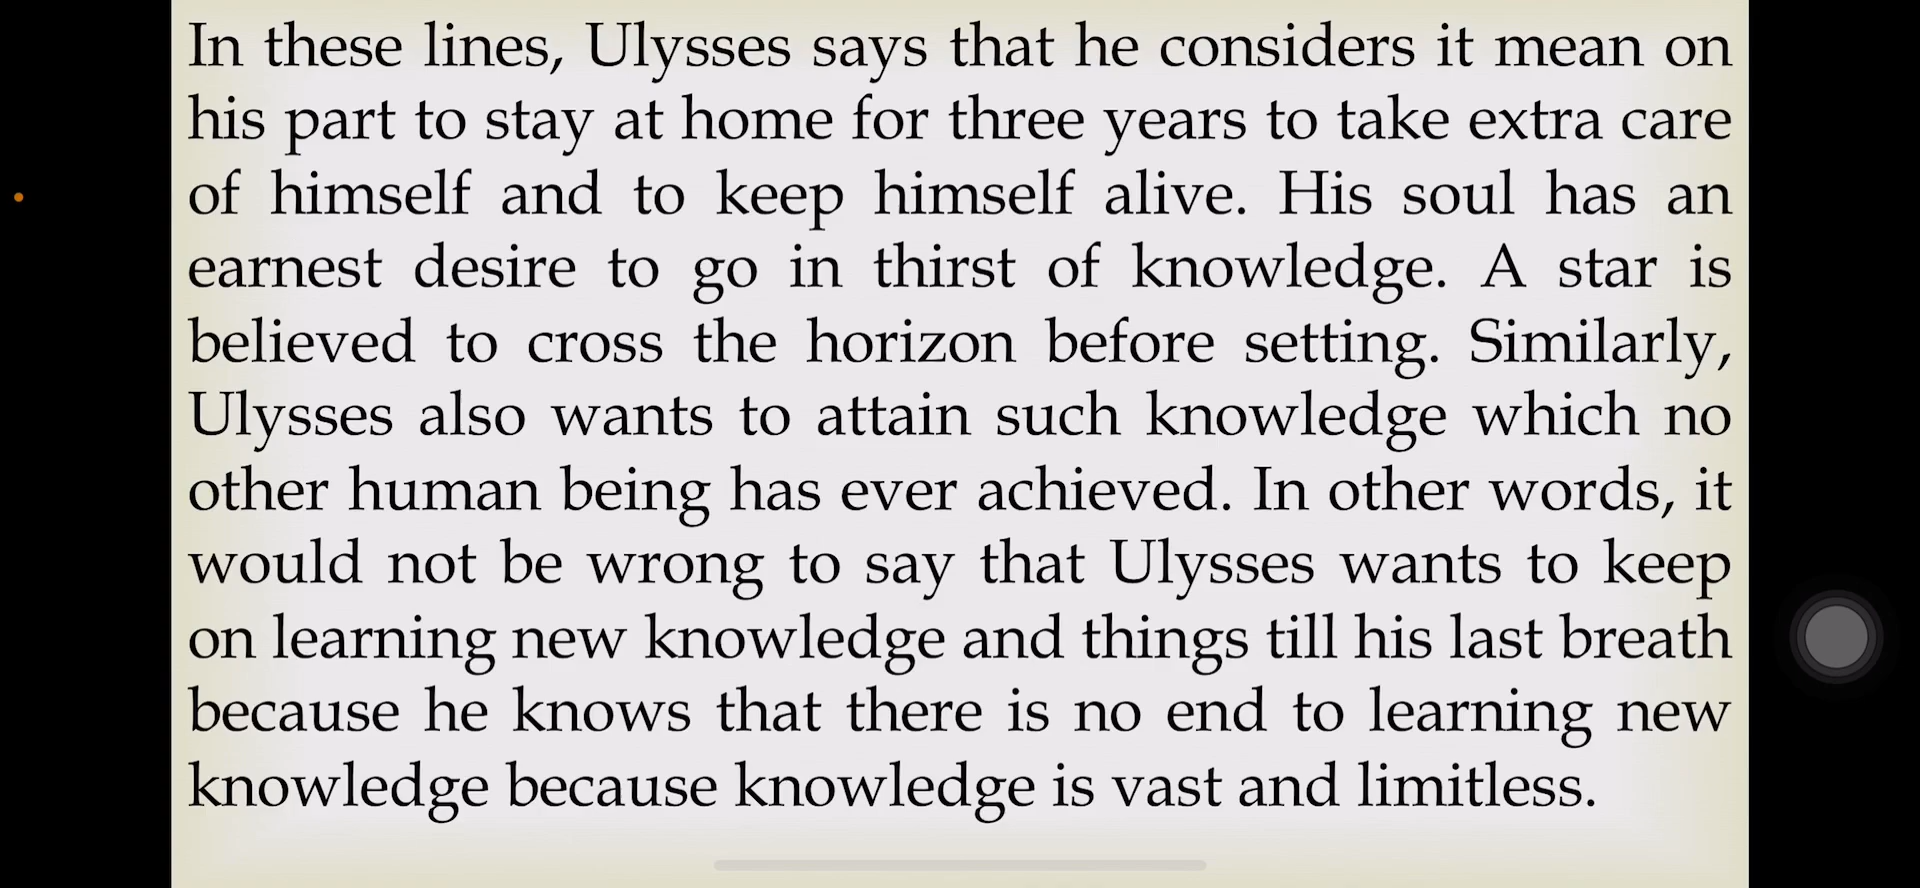 In these lines, Ulysses says that he considers it mean on
his part to stay at home for three years to take extra care
of himself and to keep himself alive. His soul has an
earnest desire to go in thirst of knowledge. A star is
believed to cross the horizon before setting. Similarly,
Ulysses also wants to attain such knowledge which no
other human being has ever achieved. In other words, it
would not be wrong to say that Ulysses wants to keep
on learning new knowledge and things till his last breath
because he knows that there is no end to learning new
knowledge because knowledge is vast and limitless.